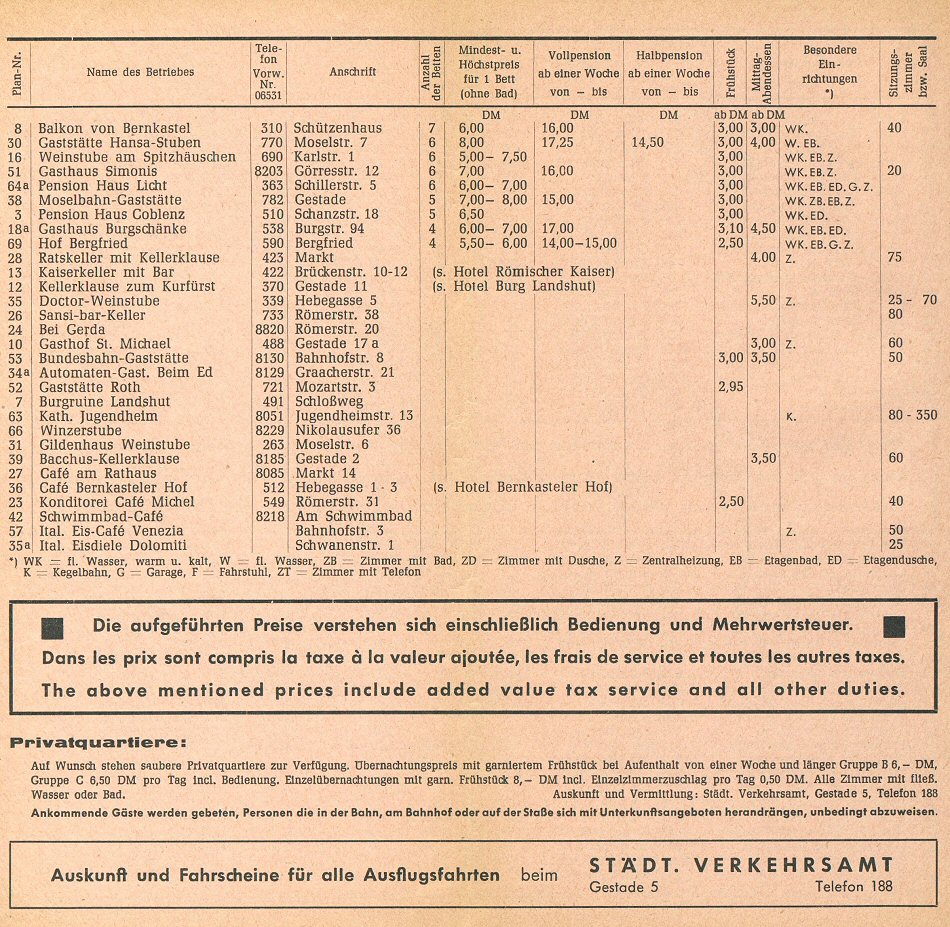 Plan-Nr. Name des Betriebes Tele-fon Vorw. Nr. 06531 Anschrift Anzahl der Betten Mindest- u. Höchstpreis für 1 Bett (ohne Bad) Vollpension ab einer Woche von – bis Halbpension ab einer Woche von – bis Frühstück Mittag- Abendessen Besondere Ein-richtungen *) Sitzungs-zimmer bzw. Saal
DM DM DM ab DM ab DM
8 Balkon von Bernkastel 310 Schützenhaus 7 6,00 16,00 3,00 3,00 WK. 40
30 Gaststätte Hansa-Stuben 770 Moselstr. 7 6 8,00 17,25 14,50 3,00 4,00 W. EB.
16 Weinstube am Spitzhäuschen 690 Karlstr. 1 6 5,00– 7,50 3,00 WK. EB. Z.
51 Gasthaus Simonis 8203 Görresstr. 12 6 7,00 16,00 3,00 WK. EB. Z. 20
64a Pension Haus Licht 363 Schillerstr. 5 6 6,00– 7,00 3,00 WK. EB. ED. G. Z.
38 Moselbahn-Gaststätte 782 Gestade 5 7,00– 8,00 15,00 3,00 WK. ZB. EB. Z.
3 Pension Haus Coblenz 510 Schanzstr. 18 5 6,50 3,00 WK. ED.
18a Gasthaus Burgschänke 538 Burgstr. 94 4 6,00– 7,00 17,00 3,10 4,50 WK. EB. ED.
69 Hof Bergfried 590 Bergfried 4 5,50– 6,00 14,00–15,00 2,50 WK. EB. G. Z.
28 Ratskeller mit Kellerklause 423 Markt 4,00 Z. 75
13 Kaiserkeller mit Bar 422 Brückenstr. 10-12 (s. Hotel Römischer Kaiser)
12 Kellerklause zum Kurfürst 370 Gestade 11 (s. Hotel Burg Landshut)
35 Doctor-Weinstube 339 Hebegasse 5 5,50 Z. 25 - 70
26 Sansi-bar-Keller 733 Römerstr. 38 80
24 Bei Gerda 8820 Römerstr. 20
10 Gasthof St. Michael 488 Gestade 17 a 3,00 Z. 60
53 Bundesbahn-Gaststätte 8130 Bahnhofstr. 8 3,00 3,50 50
34a Automaten-Gast. Beim Ed 8129 Graacherstr. 21
52 Gaststätte Roth 721 Mozartstr. 3 2,95
7 Burgruine Landshut 491 Schloßweg
63 Kath. Jugendheim 8051 Jugendheimstr. 13 K. 80 - 350
66 Winzerstube 8229 Nikolausufer 36
31 Gildenhaus Weinstube 263 Moselstr. 6
39 Bacchus-Kellerklause 8185 Gestade 2 3,50 60
27 Café am Rathaus 8085 Markt 14
36 Café Bernkasteler Hof 512 Hebegasse 1 - 3 (s. Hotel Bernkasteler Hof)
23 Konditorei Café Michel 549 Römerstr. 31 2,50 40
42 Schwimmbad-Café 8218 Am Schwimmbad
57 Ital. Eis-Café Venezia Bahnhofstr. 3 Z. 50
35a Ital. Eisdiele Dolomiti Schwanenstr. 1 25
*) WK = fl. Wasser, warm u. kalt, W = fl. Wasser, ZB = Zimmer mit Bad, ZD = Zimmer mit Dusche, Z = Zentralheizung, EB = Etagenbad, ED = Etagendusche,
K = Kegelbahn, G = Garage, F = Fahrstuhl, ZT = Zimmer mit Telefon
Die aufgeführten Preise verstehen sich einschließlich Bedienung und Mehrwertsteuer.
Dans les prix sont compris la taxe à la valeur ajoutée, les frais de service et toutes les autres taxes.
The above mentioned prices include added value tax service and all other duties.
Privatquartiere:
Auf Wunsch stehen saubere Privatquartiere zur Verfügung. Übernachtungspreis mit garniertem Frühstück bei Aufenthalt von einer Woche und länger Gruppe B 6,– DM,
Gruppe C 6,50 DM pro Tag incl. Bedienung. Einzelübernachtungen mit garn. Frühstück 8,– DM incl. Einzelzimmerzuschlag pro Tag 0,50 DM. Alle Zimmer mit fließ.
Wasser oder Bad. Auskunft und Vermittlung: Städt. Verkehrsamt, Gestade 5, Telefon 188
Ankommende Gäste werden gebeten, Personen die in der Bahn, am Bahnhof oder auf der Staße sich mit Unterkunftsangeboten herandrängen, unbedingt abzuweisen.
Auskunft und Fahrscheine für alle Ausflugsfahrten beim STÄDT. VERKEHRSAMT
Gestade 5 Telefon 188